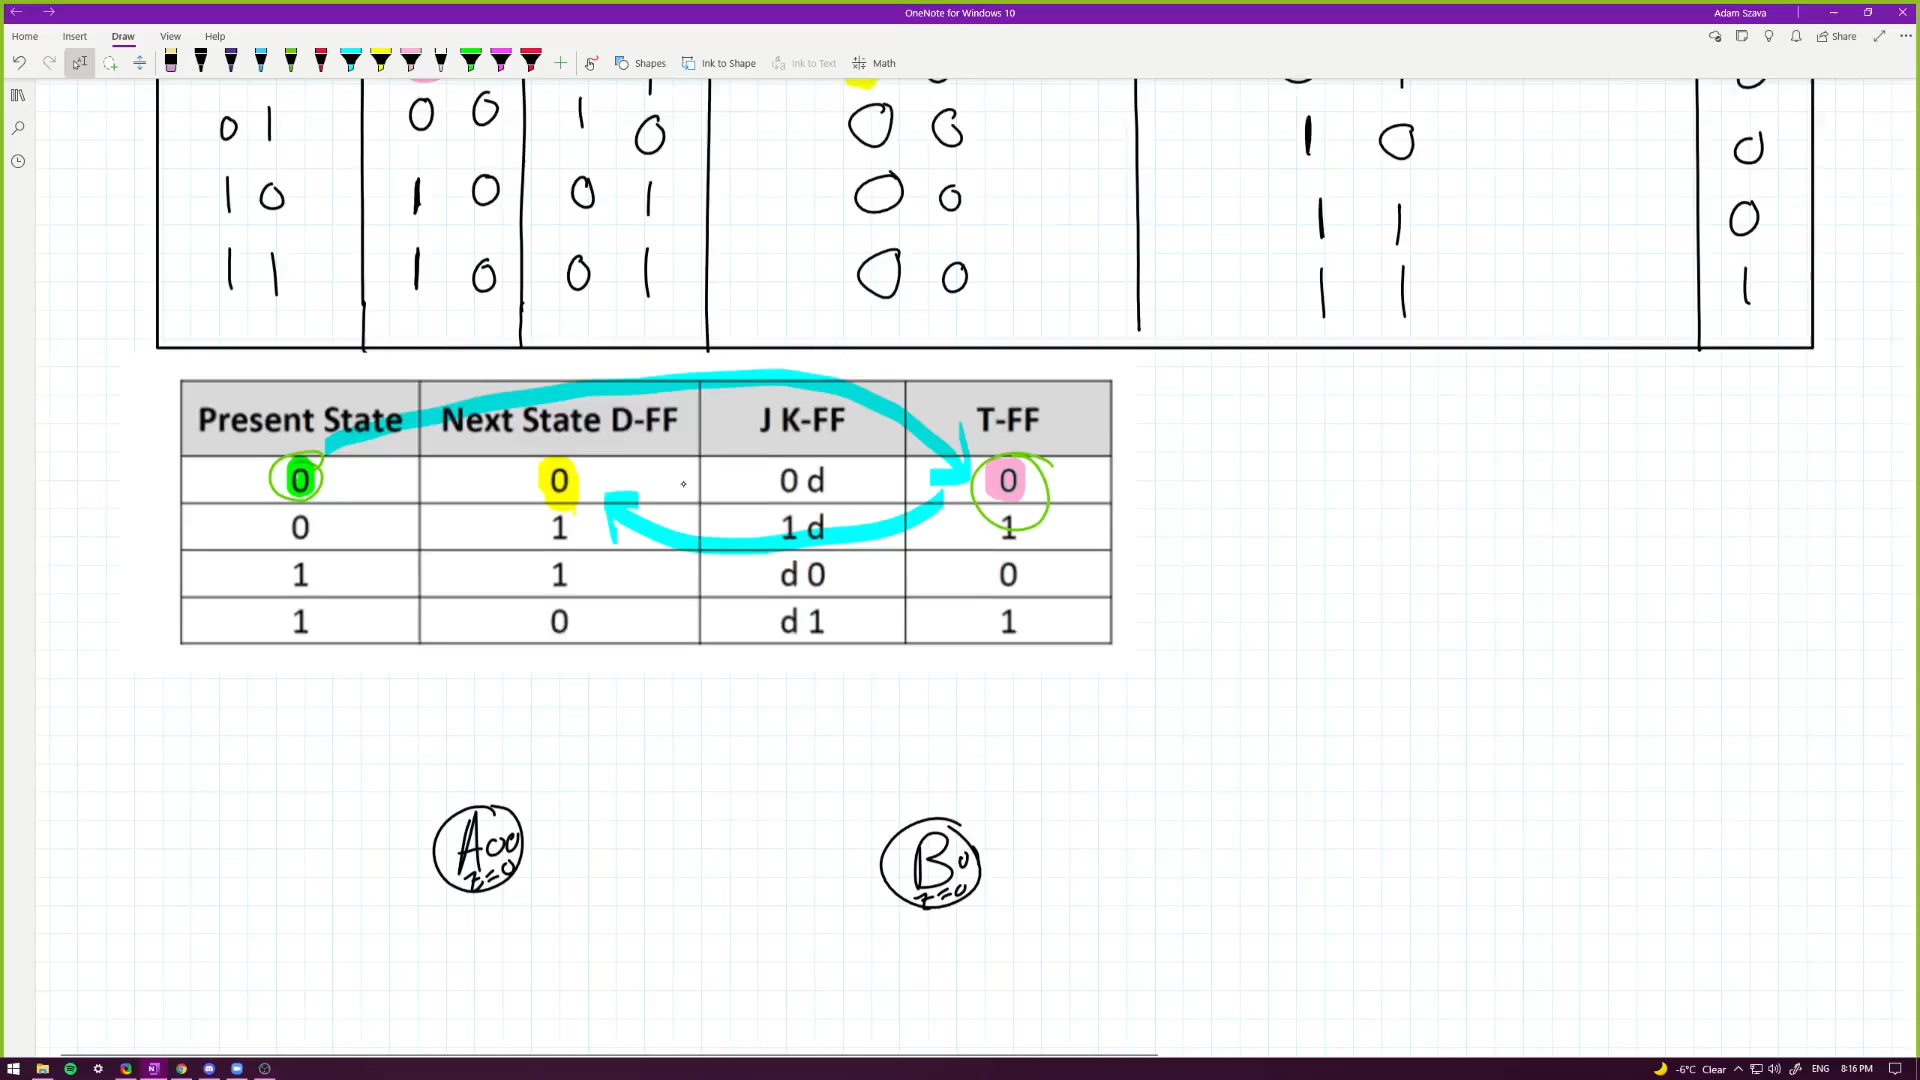 OneNote for Windows 10
Adam Szava
Home Insert Draw View Help
Share
Shapes Ink to Shape Ink to Text Math
0 1 0 0 1 0 0 0 1 0 0
1 0 1 0 0 1 0 0 1 1 0
1 1 1 0 0 1 0 0 1 1 1
Present State Next State D-FF J K-FF T-FF
0 0 0 d 0
0 1 1 d 1
1 1 d 0 0
1 0 d 1 1
A00
z=0
B0
z=0
-6°C Clear ENG 8:16 PM